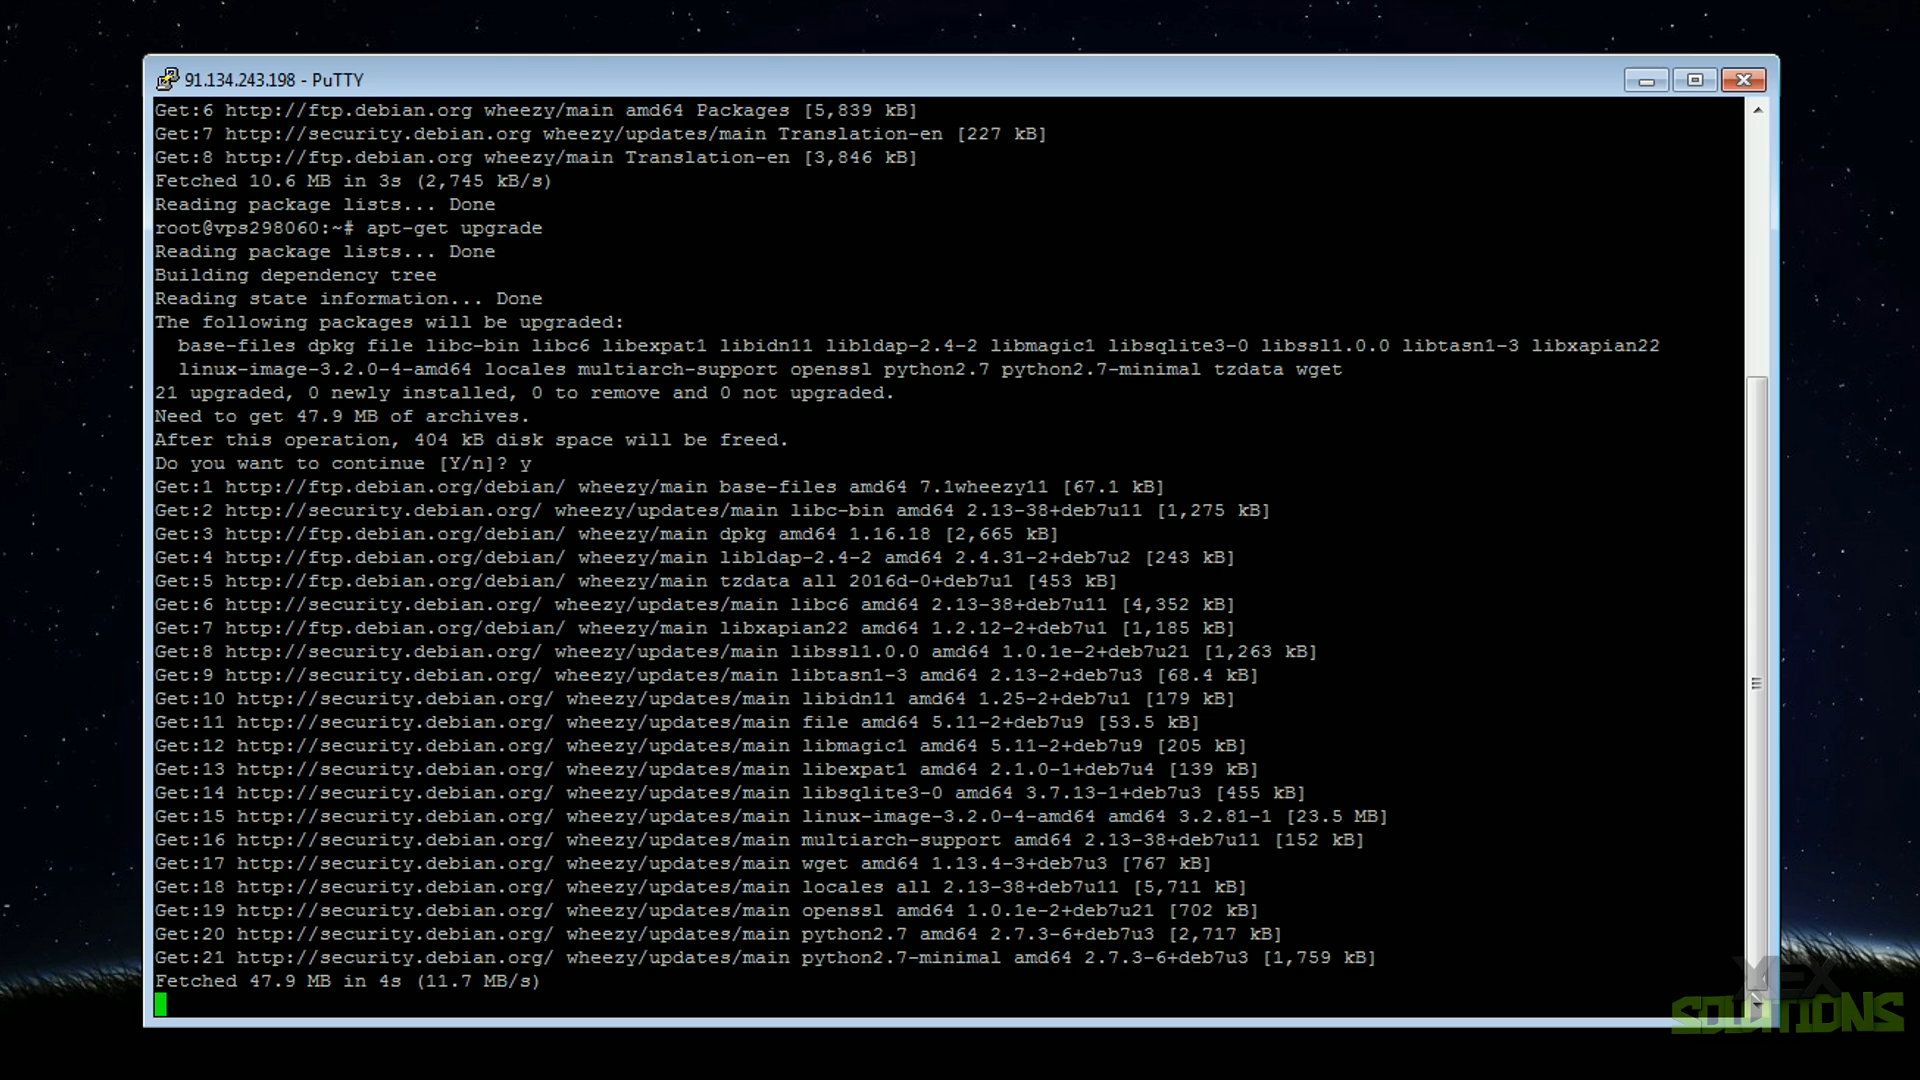 91.134.243.198 - PuTTY
Get:6 http://ftp.debian.org wheezy/main amd64 Packages [5,839 kB]
Get:7 http://security.debian.org wheezy/updates/main Translation-en [227 kB]
Get:8 http://ftp.debian.org wheezy/main Translation-en [3,846 kB]
Fetched 10.6 MB in 3s (2,745 kB/s)
Reading package lists... Done
root@vps298060:~# apt-get upgrade
Reading package lists... Done
Building dependency tree
Reading state information... Done
The following packages will be upgraded:
  base-files dpkg file libc-bin libc6 libexpat1 libidn11 libldap-2.4-2 libmagic1 libsqlite3-0 libssl1.0.0 libtasn1-3 libxapian22
  linux-image-3.2.0-4-amd64 locales multiarch-support openssl python2.7 python2.7-minimal tzdata wget
21 upgraded, 0 newly installed, 0 to remove and 0 not upgraded.
Need to get 47.9 MB of archives.
After this operation, 404 kB disk space will be freed.
Do you want to continue [Y/n]? y
Get:1 http://ftp.debian.org/debian/ wheezy/main base-files amd64 7.1wheezy11 [67.1 kB]
Get:2 http://security.debian.org/ wheezy/updates/main libc-bin amd64 2.13-38+deb7u11 [1,275 kB]
Get:3 http://ftp.debian.org/debian/ wheezy/main dpkg amd64 1.16.18 [2,665 kB]
Get:4 http://ftp.debian.org/debian/ wheezy/main libldap-2.4-2 amd64 2.4.31-2+deb7u2 [243 kB]
Get:5 http://ftp.debian.org/debian/ wheezy/main tzdata all 2016d-0+deb7u1 [453 kB]
Get:6 http://security.debian.org/ wheezy/updates/main libc6 amd64 2.13-38+deb7u11 [4,352 kB]
Get:7 http://ftp.debian.org/debian/ wheezy/main libxapian22 amd64 1.2.12-2+deb7u1 [1,185 kB]
Get:8 http://security.debian.org/ wheezy/updates/main libssl1.0.0 amd64 1.0.1e-2+deb7u21 [1,263 kB]
Get:9 http://security.debian.org/ wheezy/updates/main libtasn1-3 amd64 2.13-2+deb7u3 [68.4 kB]
Get:10 http://security.debian.org/ wheezy/updates/main libidn11 amd64 1.25-2+deb7u1 [179 kB]
Get:11 http://security.debian.org/ wheezy/updates/main file amd64 5.11-2+deb7u9 [53.5 kB]
Get:12 http://security.debian.org/ wheezy/updates/main libmagic1 amd64 5.11-2+deb7u9 [205 kB]
Get:13 http://security.debian.org/ wheezy/updates/main libexpat1 amd64 2.1.0-1+deb7u4 [139 kB]
Get:14 http://security.debian.org/ wheezy/updates/main libsqlite3-0 amd64 3.7.13-1+deb7u3 [455 kB]
Get:15 http://security.debian.org/ wheezy/updates/main linux-image-3.2.0-4-amd64 amd64 3.2.81-1 [23.5 MB]
Get:16 http://security.debian.org/ wheezy/updates/main multiarch-support amd64 2.13-38+deb7u11 [152 kB]
Get:17 http://security.debian.org/ wheezy/updates/main wget amd64 1.13.4-3+deb7u3 [767 kB]
Get:18 http://security.debian.org/ wheezy/updates/main locales all 2.13-38+deb7u11 [5,711 kB]
Get:19 http://security.debian.org/ wheezy/updates/main openssl amd64 1.0.1e-2+deb7u21 [702 kB]
Get:20 http://security.debian.org/ wheezy/updates/main python2.7 amd64 2.7.3-6+deb7u3 [2,717 kB]
Get:21 http://security.debian.org/ wheezy/updates/main python2.7-minimal amd64 2.7.3-6+deb7u3 [1,759 kB]
Fetched 47.9 MB in 4s (11.7 MB/s)
SOLUTIONS